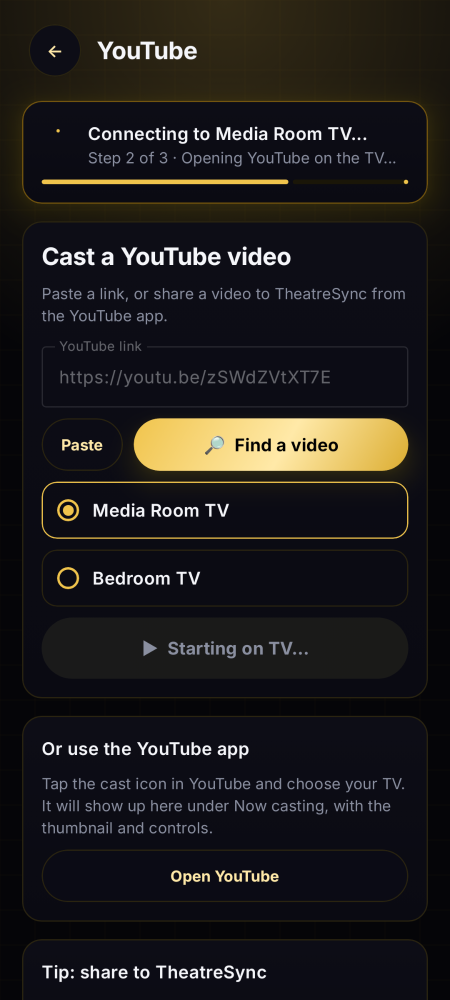 ← YouTube
Connecting to Media Room TV...
Step 2 of 3 · Opening YouTube on the TV...
Cast a YouTube video
Paste a link, or share a video to TheatreSync from
the YouTube app.
YouTube link
https://youtu.be/zSWdZVtXT7E
Paste
🔎 Find a video
Media Room TV
Bedroom TV
▶ Starting on TV...
Or use the YouTube app
Tap the cast icon in YouTube and choose your TV.
It will show up here under Now casting, with the
thumbnail and controls.
Open YouTube
Tip: share to TheatreSync